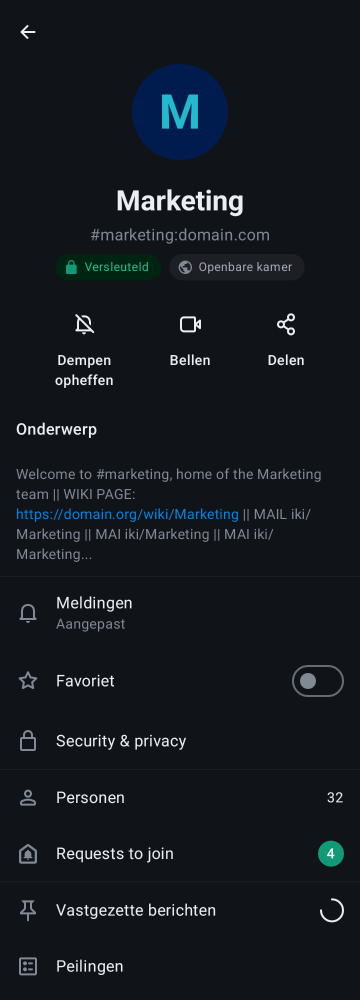 M
Marketing
#marketing:domain.com
Versleuteld
Openbare kamer
Dempen
opheffen
Bellen
Delen
Onderwerp
Welcome to #marketing, home of the Marketing
team || WIKI PAGE:
https://domain.org/wiki/Marketing || MAIL iki/
Marketing || MAI iki/Marketing || MAI iki/
Marketing...
Meldingen
Aangepast
Favoriet
Security & privacy
Personen
32
Requests to join
4
Vastgezette berichten
Peilingen